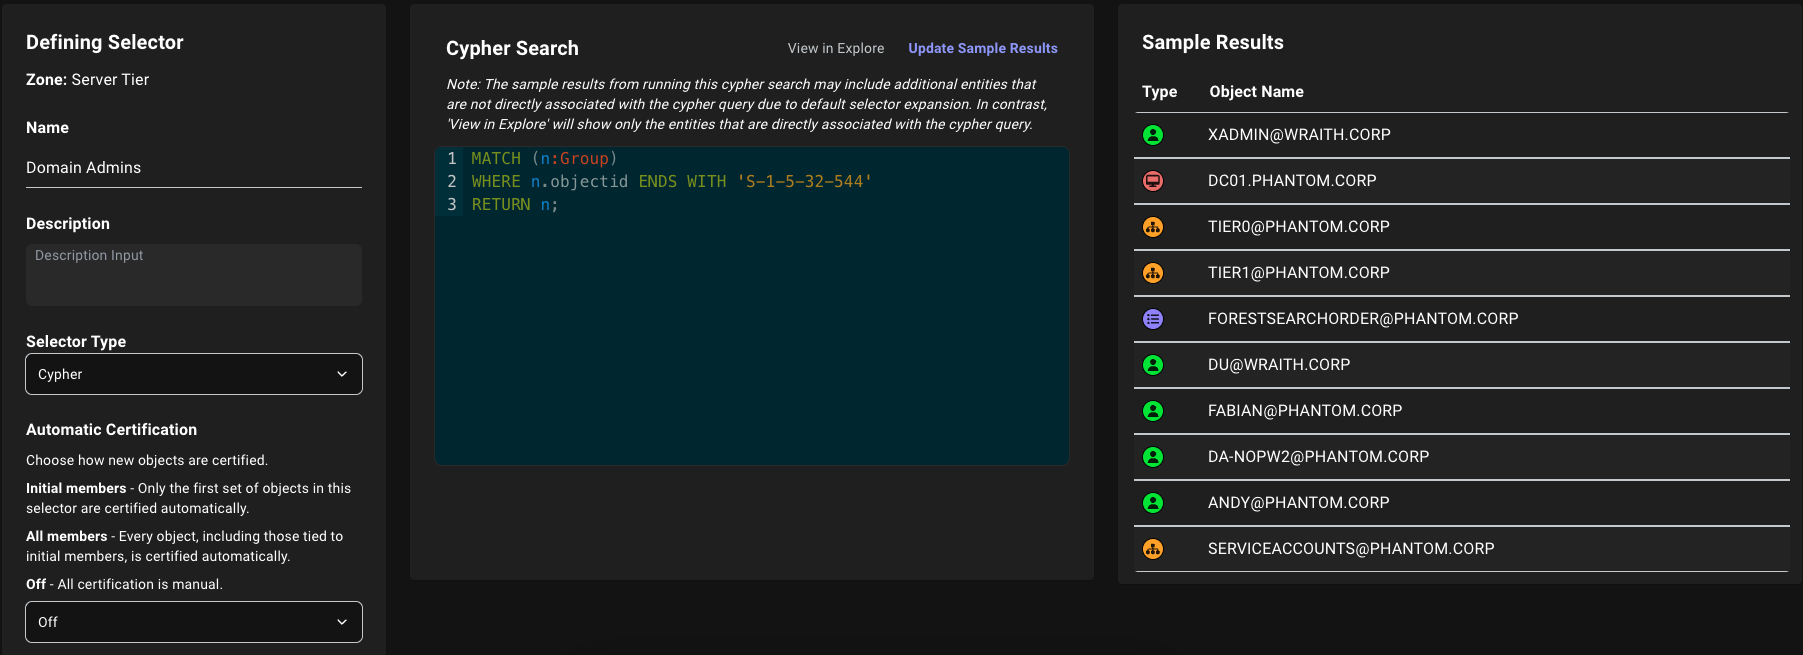 Defining Selector
Zone: Server Tier
Name
Domain Admins
Description
Description Input
Selector Type
Cypher
Automatic Certification
Choose how new objects are certified.
Initial members - Only the first set of objects in this
selector are certified automatically.
All members - Every object, including those tied to
initial members, is certified automatically.
Off - All certification is manual.
Off
Cypher Search
View in Explore
Update Sample Results
Note: The sample results from running this cypher search may include additional entities that
are not directly associated with the cypher query due to default selector expansion. In contrast,
'View in Explore' will show only the entities that are directly associated with the cypher query.
1 MATCH (n:Group)
2 WHERE n.objectid ENDS WITH 'S-1-5-32-544'
3 RETURN n;
Sample Results
Type Object Name
XADMIN@WRAITH.CORP
DC01.PHANTOM.CORP
TIER0@PHANTOM.CORP
TIER1@PHANTOM.CORP
FORESTSEARCHORDER@PHANTOM.CORP
DU@WRAITH.CORP
FABIAN@PHANTOM.CORP
DA-NOPW2@PHANTOM.CORP
ANDY@PHANTOM.CORP
SERVICEACCOUNTS@PHANTOM.CORP